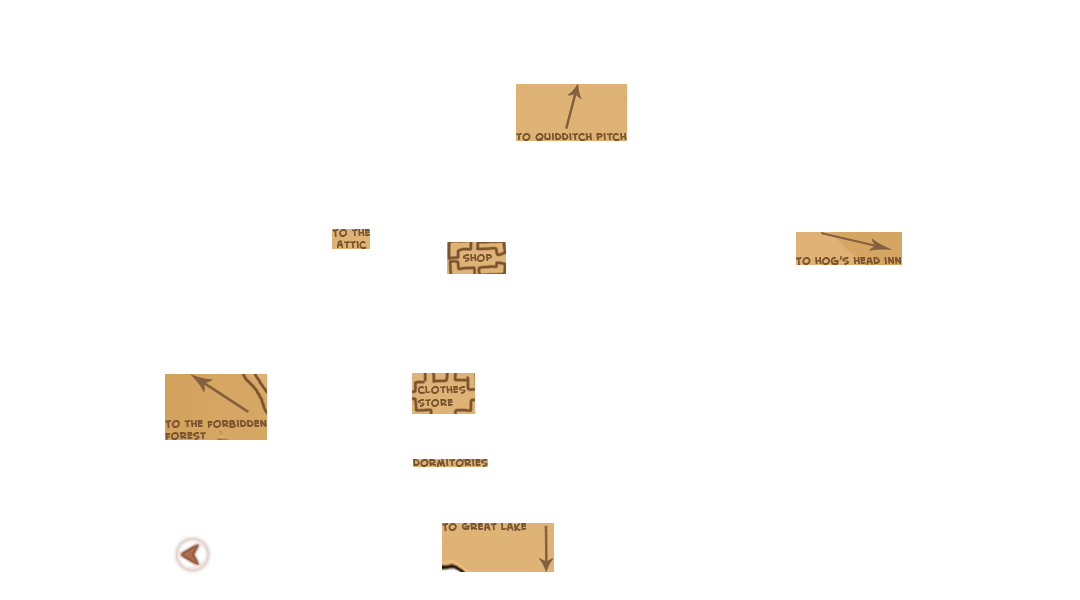 TO QUIDDITCH PITCH
TO THE
ATTIC
SHOP
TO HOG'S HEAD INN
CLOTHES
STORE
TO THE FORBIDDEN
FOREST
DORMITORIES
TO GREAT LAKE